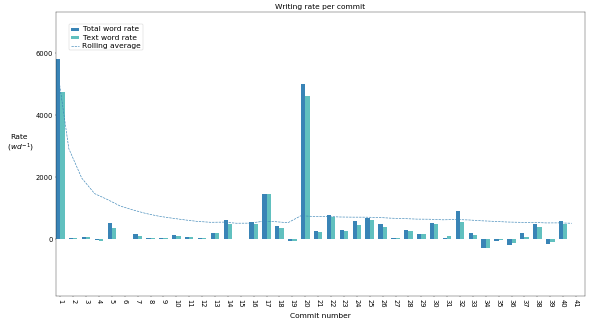 Writing rate per commit
Total word rate
Text word rate
Rolling average
6000
4000
2000
0
Rate
(wd⁻¹)
1 2 3 4 5 6 7 8 9 10 11 12 13 14 15 16 17 18 19 20 21 22 23 24 25 26 27 28 29 30 31 32 33 34 35 36 37 38 39 40 41
Commit number